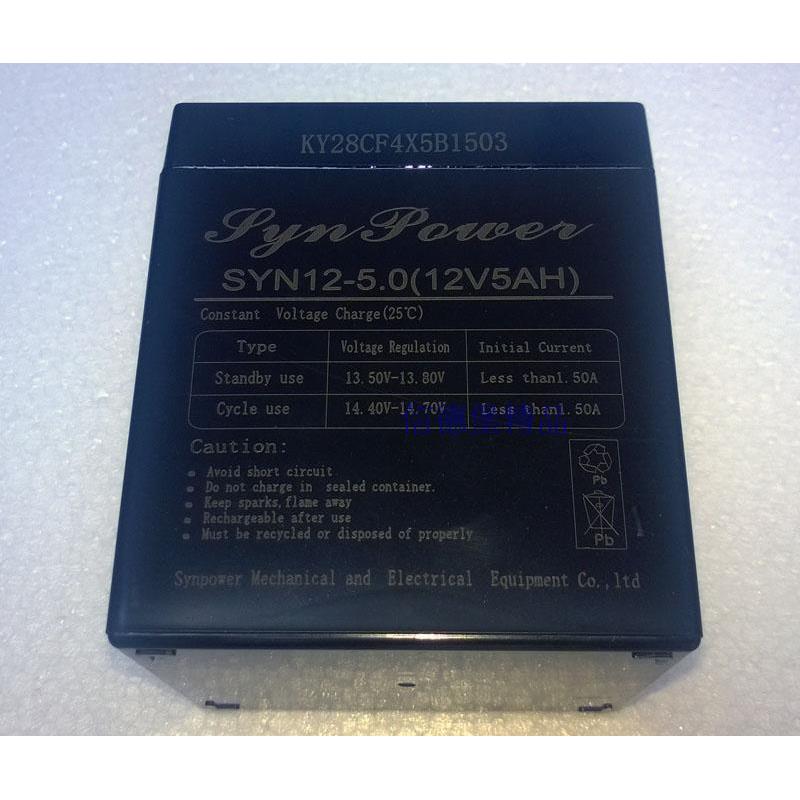 KY28CF4X5B1503
SynPower
SYN12-5.0(12V5AH)
Constant Voltage Charge(25℃)
Type Voltage Regulation Initial Current
Standby use 13.50V-13.80V Less than1.50A
Cycle use 14.40V-14.70V Less than1.50A
Caution:
Avoid short circuit
Do not charge in sealed container.
Keep sparks,flame away
Rechargeable after use
Must be recycled or disposed of properly
Pb
Pb
Synpower Mechanical and Electrical Equipment Co.,ltd